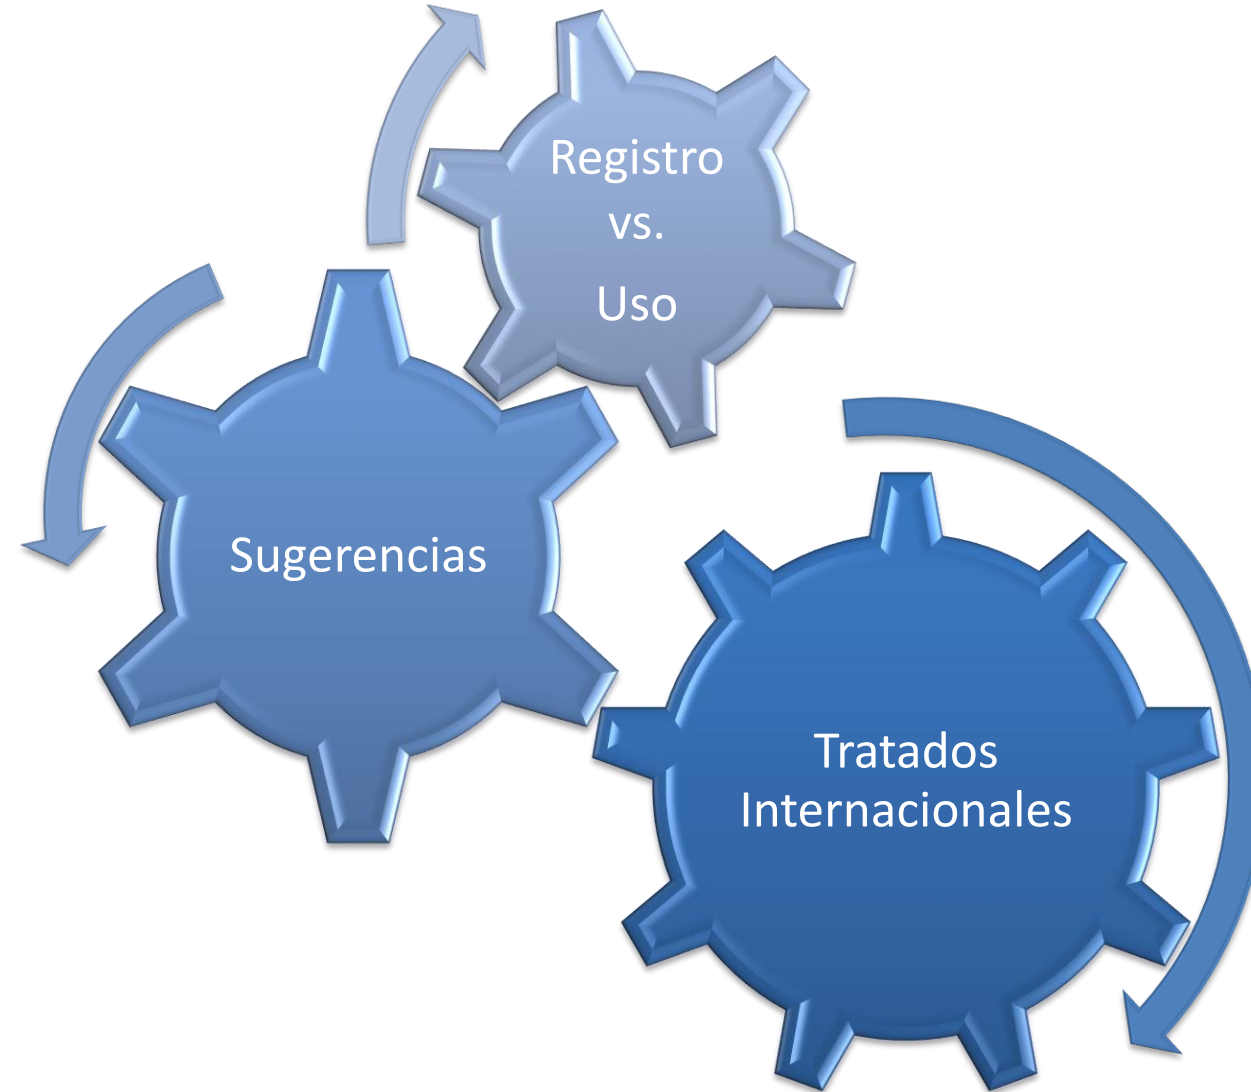 Registro
vs.
Uso
Sugerencias
Tratados
Internacionales